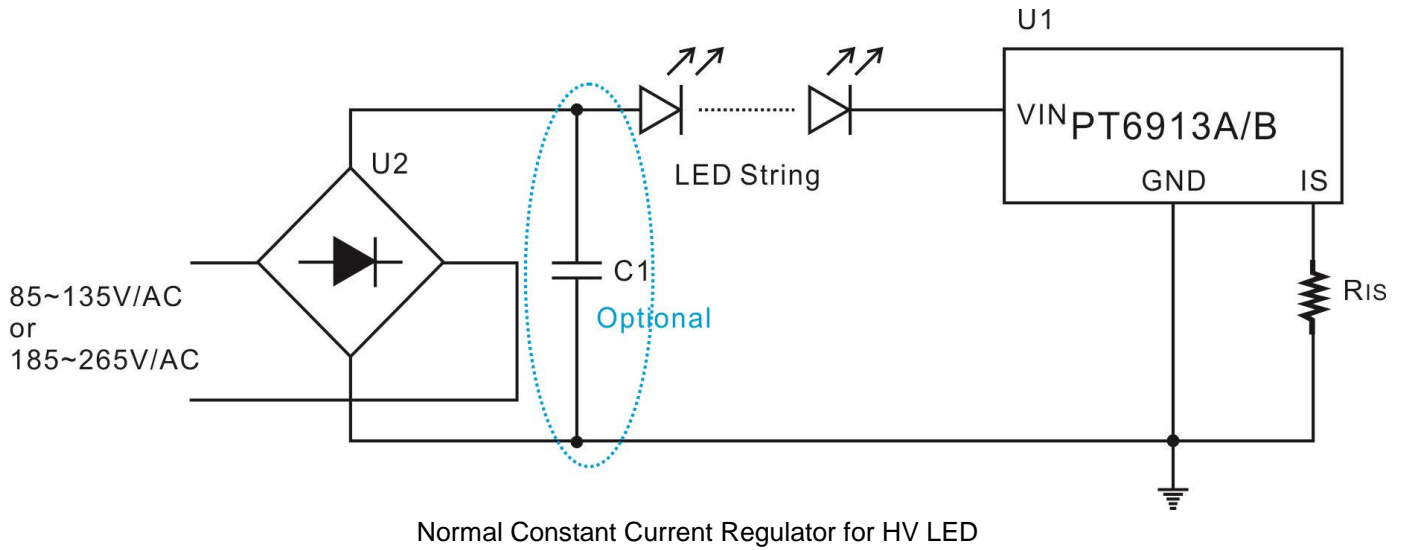 U1
VIN PT6913A/B
GND IS
U2
LED String
85~135V/AC
or
185~265V/AC
C1
Optional
RIS
Normal Constant Current Regulator for HV LED